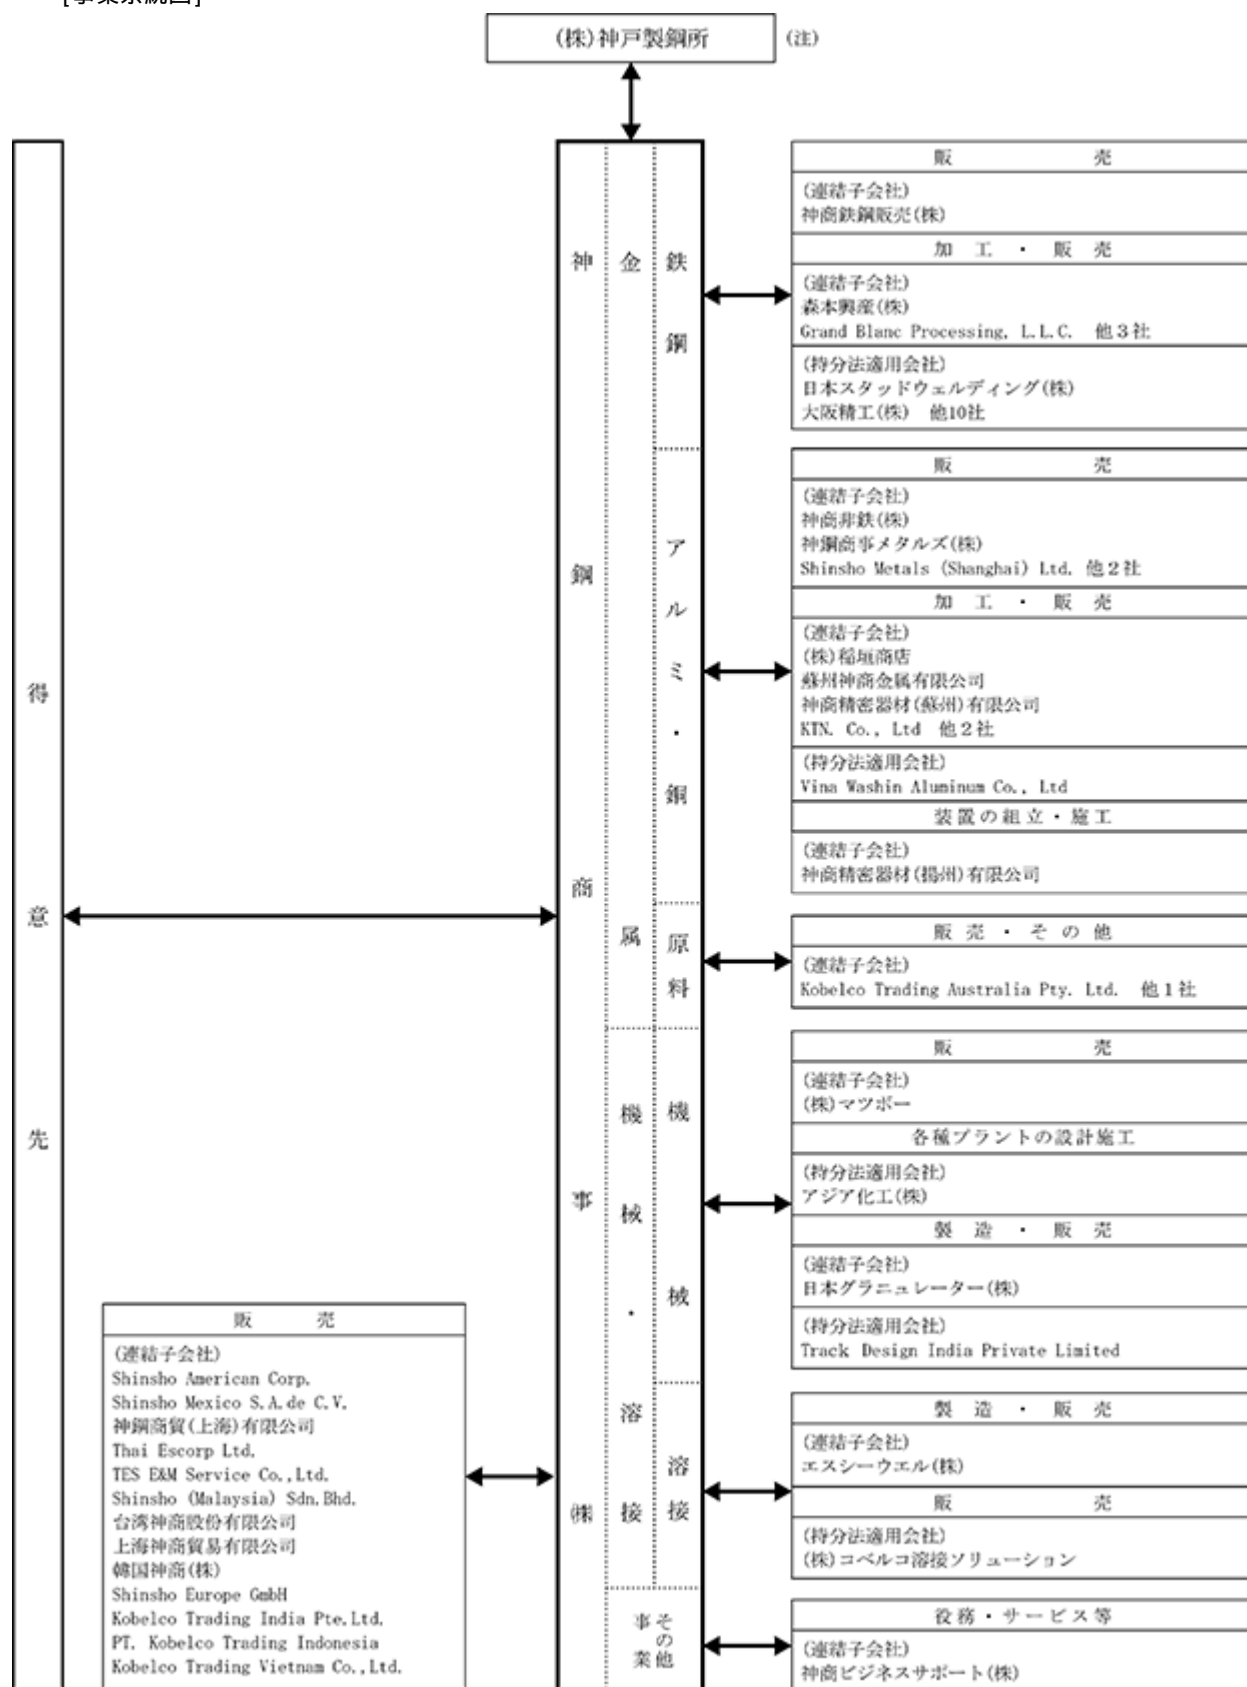 [事業系統図]
(株)神戸製鋼所
(注)
得意先
神鋼商事㈱
金属
鉄鋼
アルミ・銅
原料
機械・溶接
機械
溶接
その他
事業
販売
(連結子会社)
神商鉄鋼販売(株)
加工・販売
(連結子会社)
森本興産(株)
Grand Blanc Processing, L.L.C. 他3社
(持分法適用会社)
日本スタッドウェルディング(株)
大阪精工(株) 他10社
販売
(連結子会社)
神商非鉄(株)
神鋼商事メタルズ(株)
Shinsho Metals (Shanghai) Ltd. 他2社
加工・販売
(連結子会社)
(株)稲垣商店
蘇州神商金属有限公司
神商精密器材(蘇州)有限公司
KTN. Co., Ltd 他2社
(持分法適用会社)
Vina Washin Aluminum Co., Ltd
装置の組立・施工
(連結子会社)
神商精密器材(揚州)有限公司
販売・その他
(連結子会社)
Kobelco Trading Australia Pty. Ltd. 他1社
販売
(連結子会社)
(株)マツボー
各種プラントの設計施工
(持分法適用会社)
アジア化工(株)
製造・販売
(連結子会社)
日本グラニュレーター(株)
(持分法適用会社)
Track Design India Private Limited
製造・販売
(連結子会社)
エスシーウエル(株)
販売
(持分法適用会社)
(株)コベルコ溶接ソリューション
役務・サービス等
(連結子会社)
神商ビジネスサポート(株)
販売
(連結子会社)
Shinsho American Corp.
Shinsho Mexico S.A.de C.V.
神鋼商貿(上海)有限公司
Thai Escorp Ltd.
TES E&M Service Co.,Ltd.
Shinsho (Malaysia) Sdn.Bhd.
台湾神商股份有限公司
上海神商貿易有限公司
韓国神商(株)
Shinsho Europe GmbH
Kobelco Trading India Pte.Ltd.
PT. Kobelco Trading Indonesia
Kobelco Trading Vietnam Co.,Ltd.